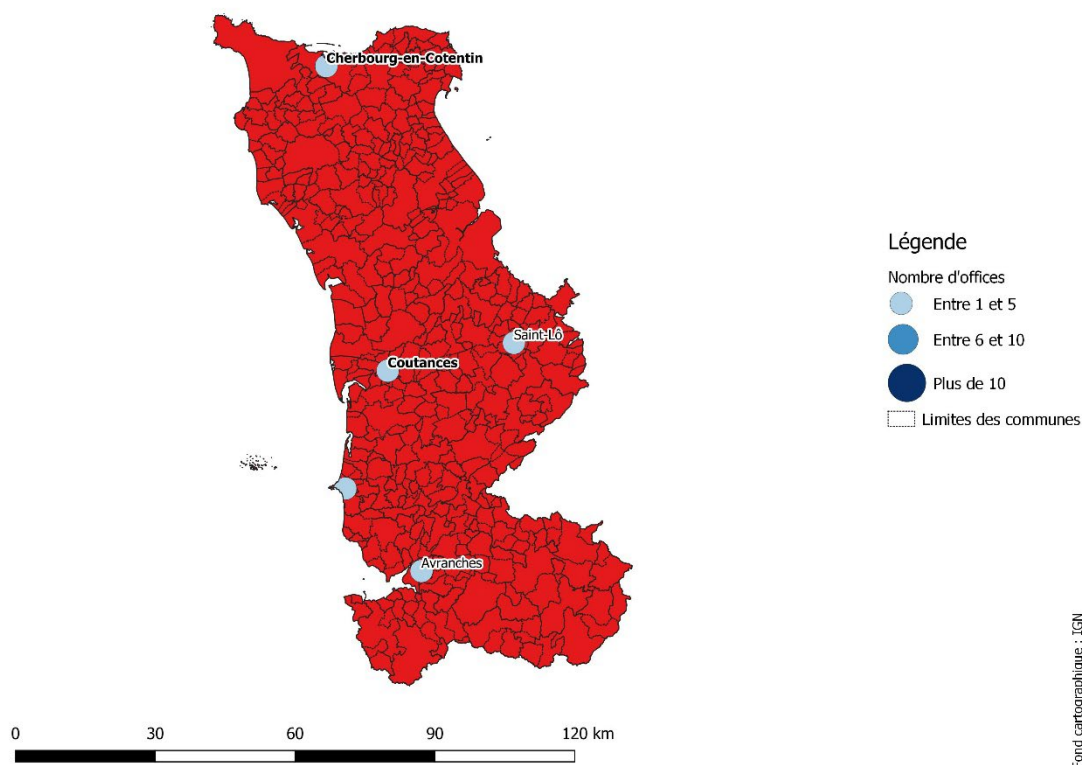 Cherbourg-en-Cotentin
Saint-Lô
Coutances
Avranches
Légende
Nombre d'offices
Entre 1 et 5
Entre 6 et 10
Plus de 10
Limites des communes
Fond cartographique : IGN
0 30 60 90 120 km